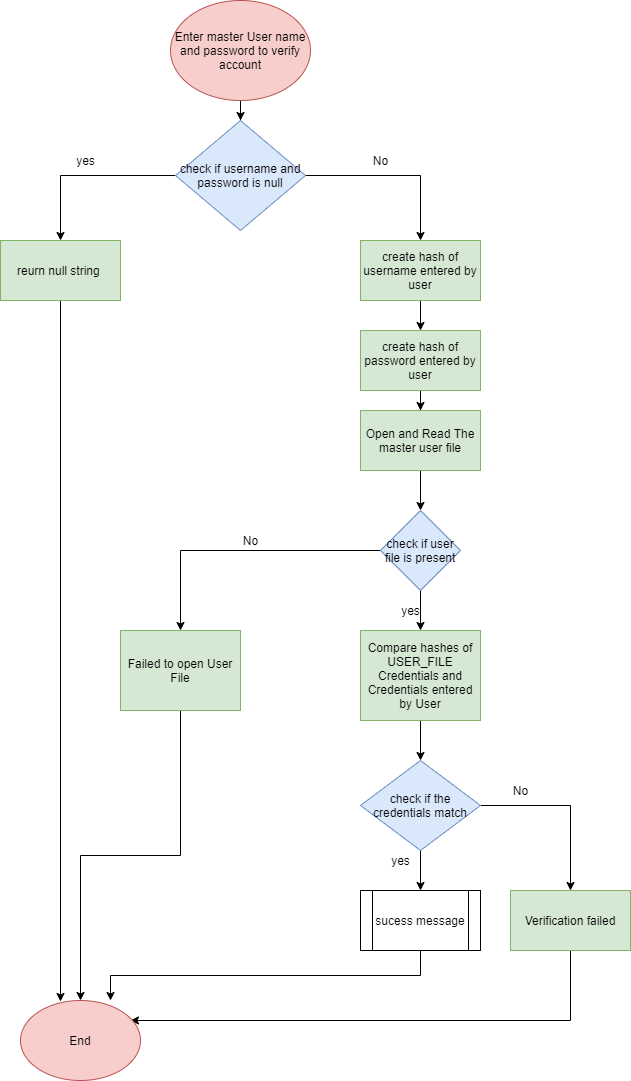 Enter master User name
and password to verify
account
check if username and
password is null
yes
No
reurn null string
create hash of
username entered by
user
create hash of
password entered by
user
Open and Read The
master user file
check if user
file is present
No
yes
Failed to open User
File
Compare hashes of
USER_FILE
Credentials and
Credentials entered
by User
check if the
credentials match
No
yes
sucess message
Verification failed
End